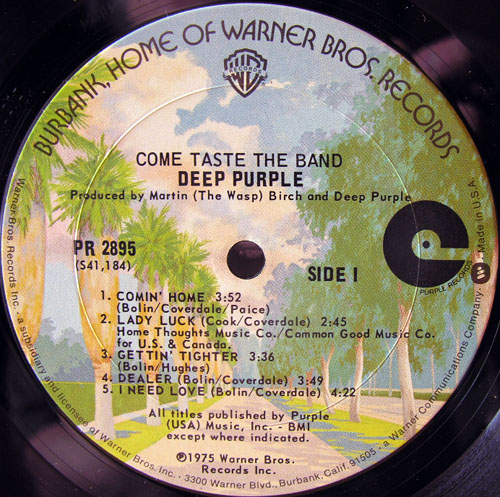 BURBANK, HOME OF WARNER BROS. RECORDS
WB
RECORDS
COME TASTE THE BAND
DEEP PURPLE
Produced by Martin (The Wasp) Birch and Deep Purple
PR 2895
(S41,184)
SIDE 1
PURPLE RECORDS
Made in U.S.A.
1. COMIN' HOME 3:52
(Bolin/Coverdale/Paice)
2. LADY LUCK (Cook/Coverdale) 2:45
Home Thoughts Music Co./Common Good Music Co.
for U.S. & Canada.
3. GETTIN' TIGHTER 3:36
(Bolin/Hughes)
4. DEALER (Bolin/Coverdale) 3:49
5. I NEED LOVE (Bolin/Coverdale) 4:22
All titles published by Purple
(USA) Music, Inc. - BMI
except where indicated.
℗1975 Warner Bros.
Records Inc.
Warner Bros. Records Inc., a subsidiary and licensee of Warner Bros. Inc. · 3300 Warner Blvd., Burbank, Calif. 91505 · a Warner Communications Company.